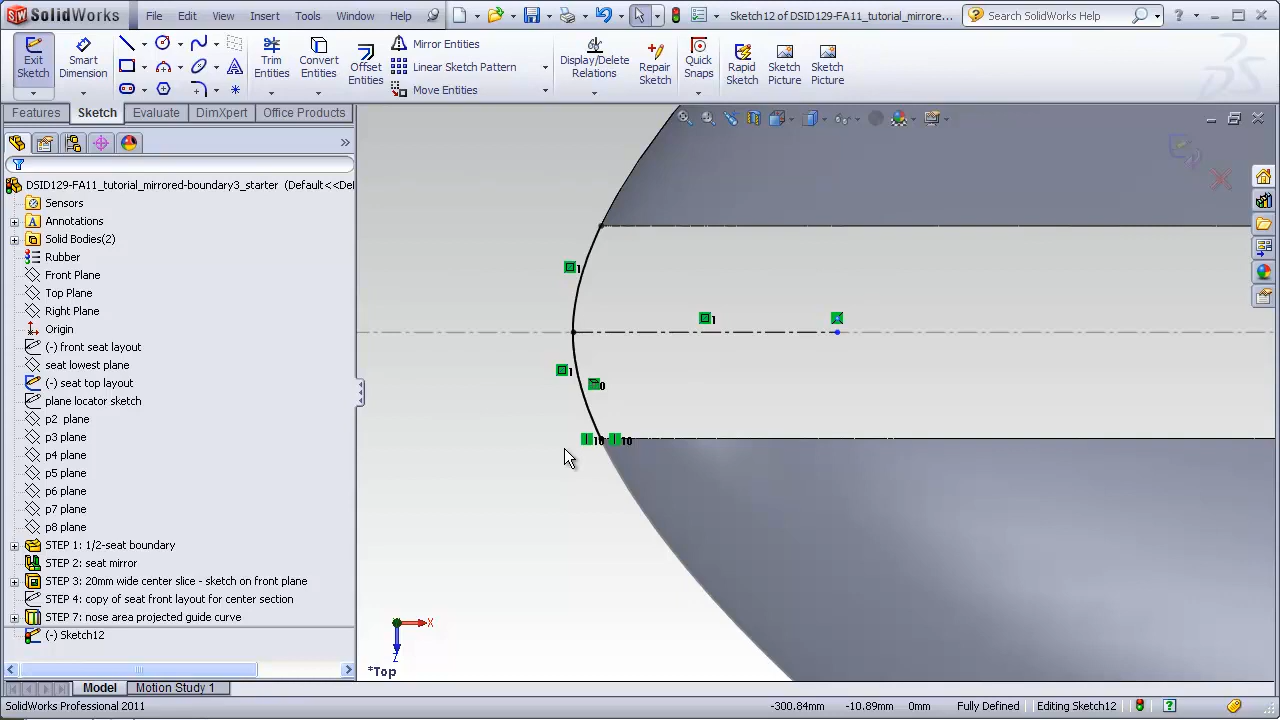 SolidWorks File Edit View Insert Tools Window Help Sketch12 of DSID129-FA11_tutorial_mirrore... Search SolidWorks Help
Exit Sketch
Smart Dimension
Trim Entities
Convert Entities
Offset Entities
Mirror Entities
Linear Sketch Pattern
Move Entities
Display/Delete Relations
Repair Sketch
Quick Snaps
Rapid Sketch
Sketch Picture
Sketch Picture
Features Sketch Evaluate DimXpert Office Products
DSID129-FA11_tutorial_mirrored-boundary3_starter (Default<<De
Sensors
Annotations
Solid Bodies(2)
Rubber
Front Plane
Top Plane
Right Plane
Origin
(-) front seat layout
seat lowest plane
(-) seat top layout
plane locator sketch
p2 plane
p3 plane
p4 plane
p5 plane
p6 plane
p7 plane
p8 plane
STEP 1: 1/2-seat boundary
STEP 2: seat mirror
STEP 3: 20mm wide center slice - sketch on front plane
STEP 4: copy of seat front layout for center section
STEP 7: nose area projected guide curve
(-) Sketch12
1
1
1
0
10 10
X
Z
*Top
Model Motion Study 1
SolidWorks Professional 2011 -300.84mm -10.89mm 0mm Fully Defined Editing Sketch12